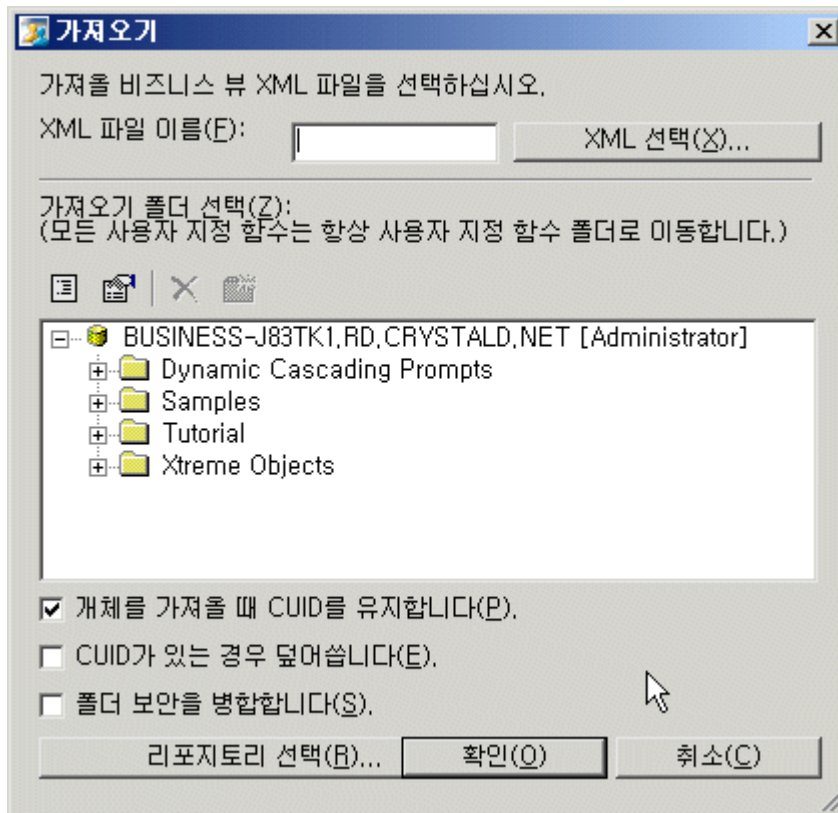 가져오기
가져올 비즈니스 뷰 XML 파일을 선택하십시오.
XML 파일 이름(F):
XML 선택(X)...
가져오기 폴더 선택(Z):
(모든 사용자 지정 함수는 항상 사용자 지정 함수 폴더로 이동합니다.)
BUSINESS-J83TK1.RD.CRYSTALD.NET [Administrator]
Dynamic Cascading Prompts
Samples
Tutorial
Xtreme Objects
개체를 가져올 때 CUID를 유지합니다(P).
CUID가 있는 경우 덮어씁니다(E).
폴더 보안을 병합합니다(S).
리포지토리 선택(R)... 확인(O) 취소(C)